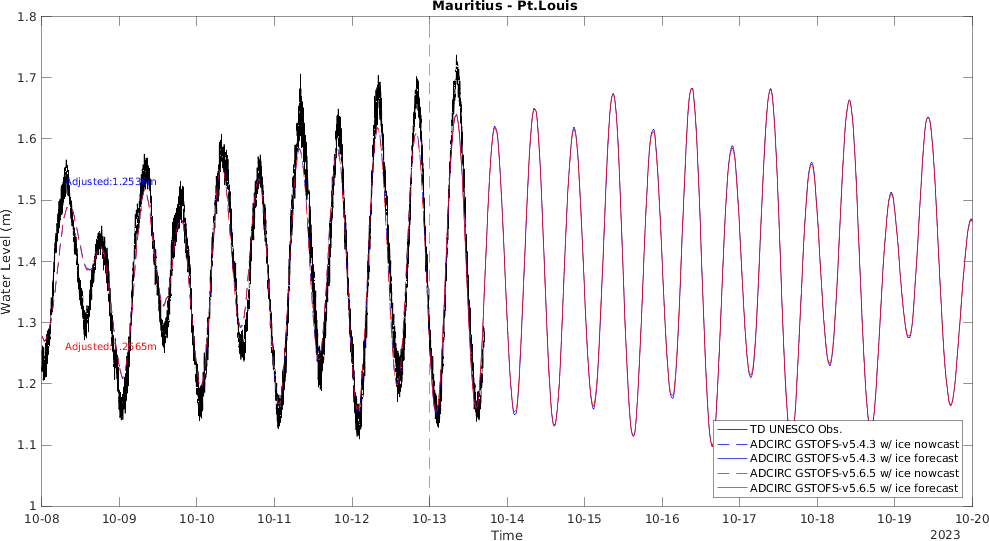 Mauritius - Pt.Louis
1.8
1.7
1.6
1.5
1.4
1.3
1.2
1.1
1
Water Level (m)
Adjusted:1.253
Adjusted:1.2565m
TD UNESCO Obs.
ADCIRC GSTOFS-v5.4.3 w/ ice nowcast
ADCIRC GSTOFS-v5.4.3 w/ ice forecast
ADCIRC GSTOFS-v5.6.5 w/ ice nowcast
ADCIRC GSTOFS-v5.6.5 w/ ice forecast
10-08 10-09 10-10 10-11 10-12 10-13 10-14 10-15 10-16 10-17 10-18 10-19 10-20
Time
2023